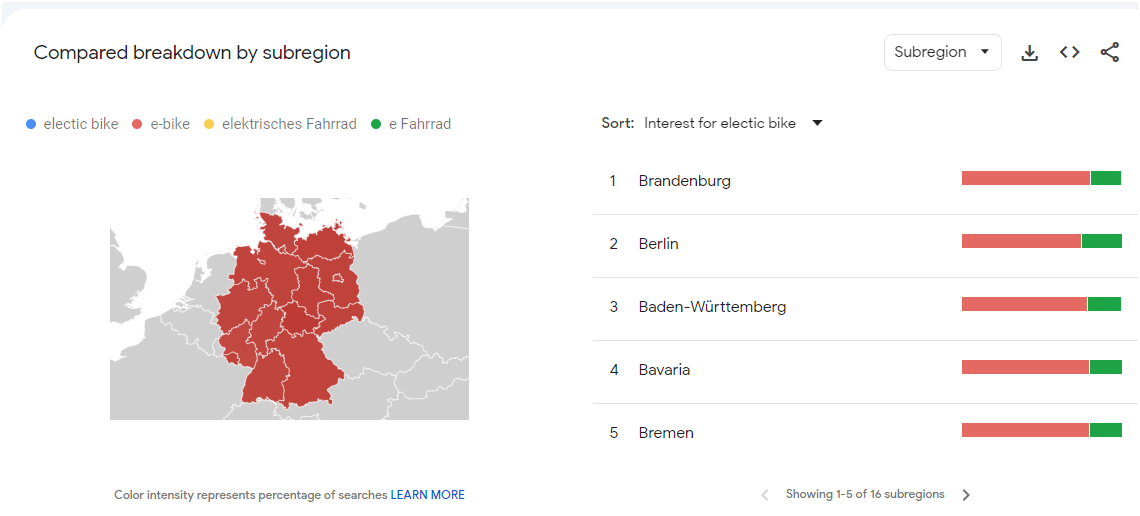 Compared breakdown by subregion
Subregion
electic bike
e-bike
elektrisches Fahrrad
e Fahrrad
Sort: Interest for electic bike
1 Brandenburg
2 Berlin
3 Baden-Württemberg
4 Bavaria
5 Bremen
Color intensity represents percentage of searches LEARN MORE
Showing 1-5 of 16 subregions